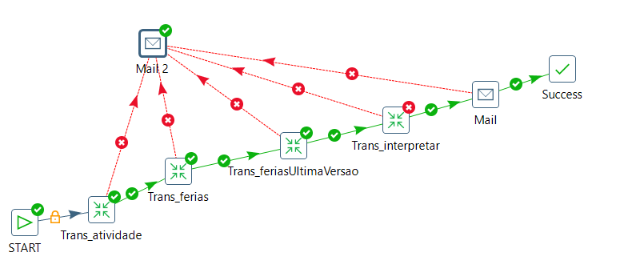 Mail 2
Success
Mail
Trans_interpretar
Trans_feriasUltimaVersao
Trans_ferias
Trans_atividade
START